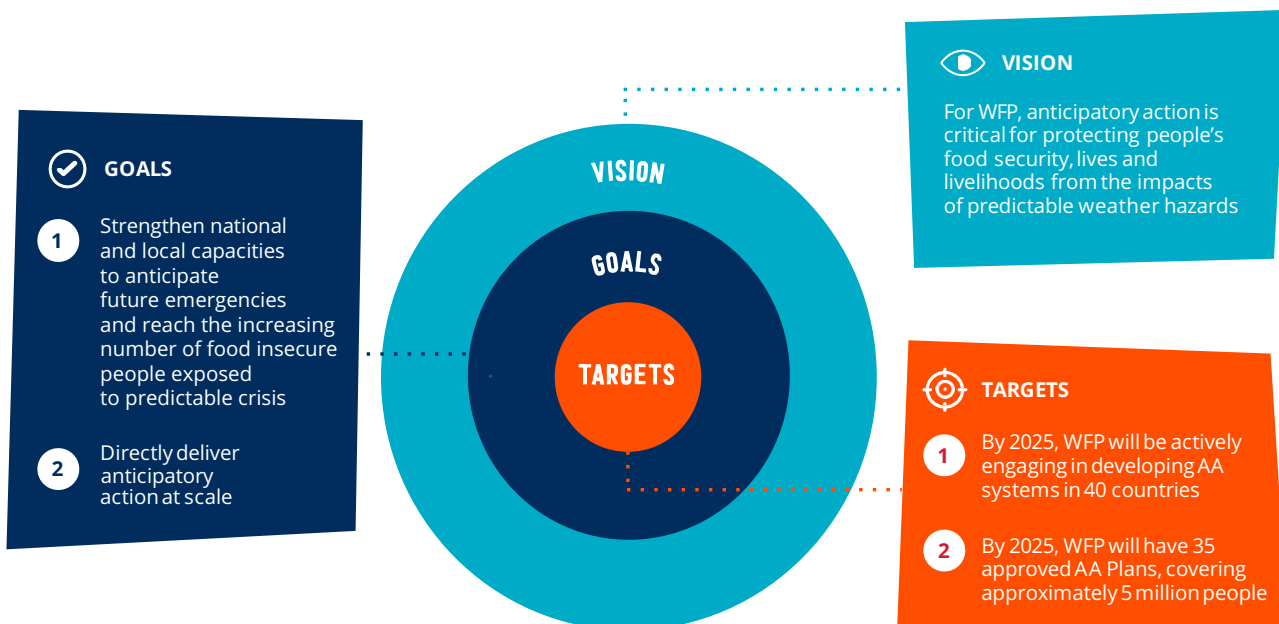 GOALS
1
Strengthen national
and local capacities
to anticipate
future emergencies
and reach the increasing
number of food insecure
people exposed
to predictable crisis
2
Directly deliver
anticipatory
action at scale
VISION
GOALS
TARGETS
VISION
For WFP, anticipatory action is
critical for protecting people's
food security, lives and
livelihoods from the impacts
of predictable weather hazards
TARGETS
1
By 2025, WFP will be actively
engaging in developing AA
systems in 40 countries
2
By 2025, WFP will have 35
approved AA Plans, covering
approximately 5 million people